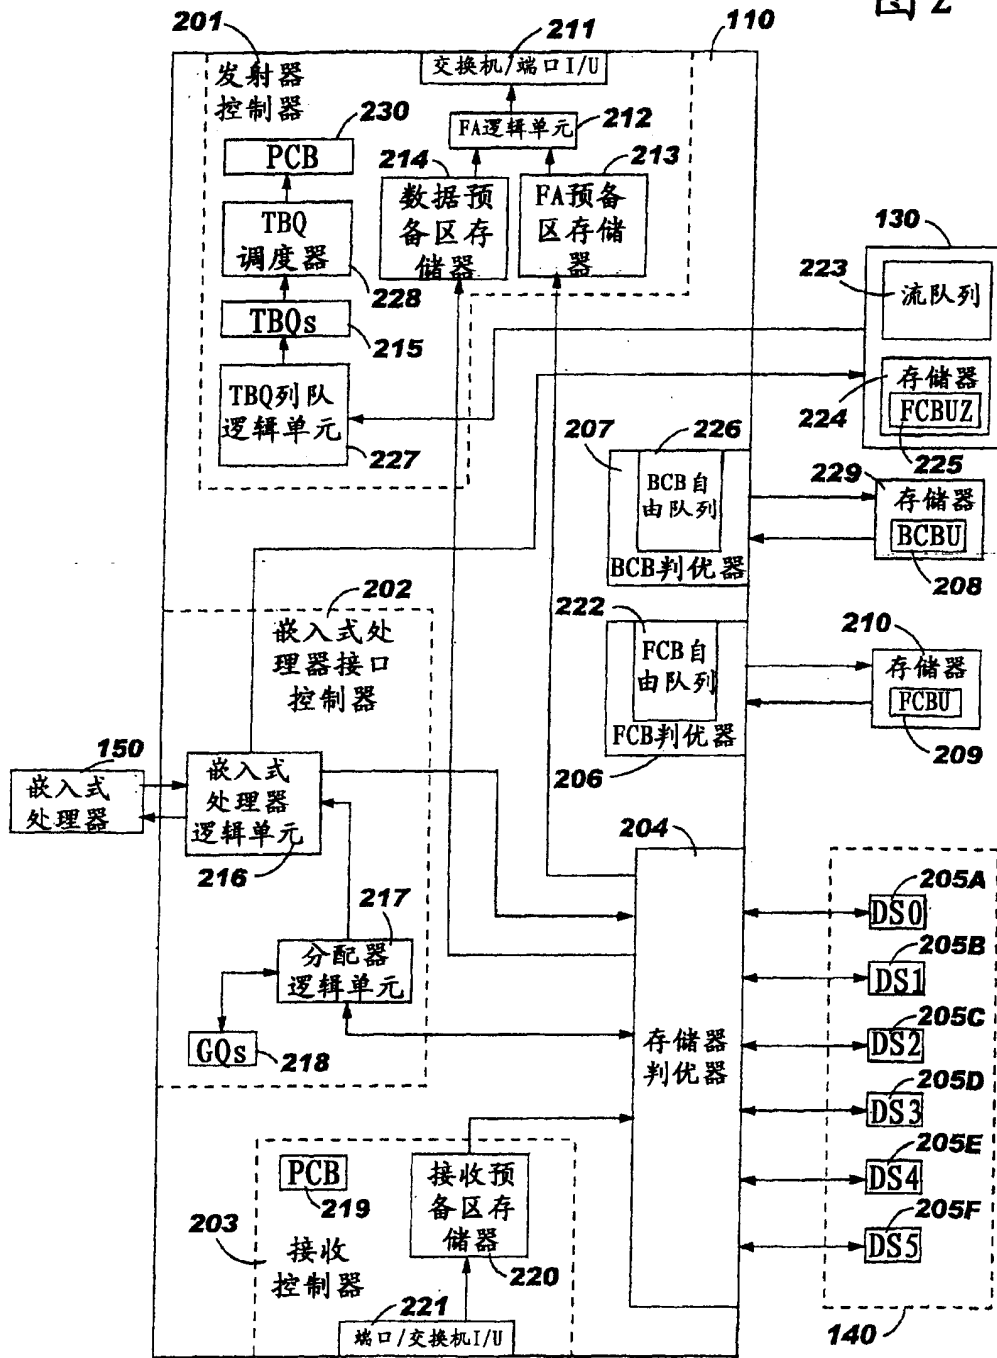 图2
201
211
110
发射器
控制器
交换机/端口I/U
230
PCB
FA逻辑单元
212
214
213
TBQ
调度器
228
数据预
备区存
储器
FA预备
区存储
器
130
223
流队列
TBQs
215
224
存储器
FCBUZ
225
TBQ列队
逻辑单元
227
207
226
BCB自
由队列
BCB判优器
229
存储器
BCBU
208
202
嵌入式处
理器接口
控制器
222
FCB自
由队列
FCB判优器
206
210
存储器
FCBU
209
150
嵌入式
处理器
嵌入式
处理器
逻辑单元
216
204
217
分配器
逻辑单元
GQs
218
存储器
判优器
205A
DS0
205B
DS1
205C
DS2
205D
DS3
205E
DS4
205F
DS5
140
PCB
219
接收预
备区存
储器
220
203
接收
控制器
221
端口/交换机I/U